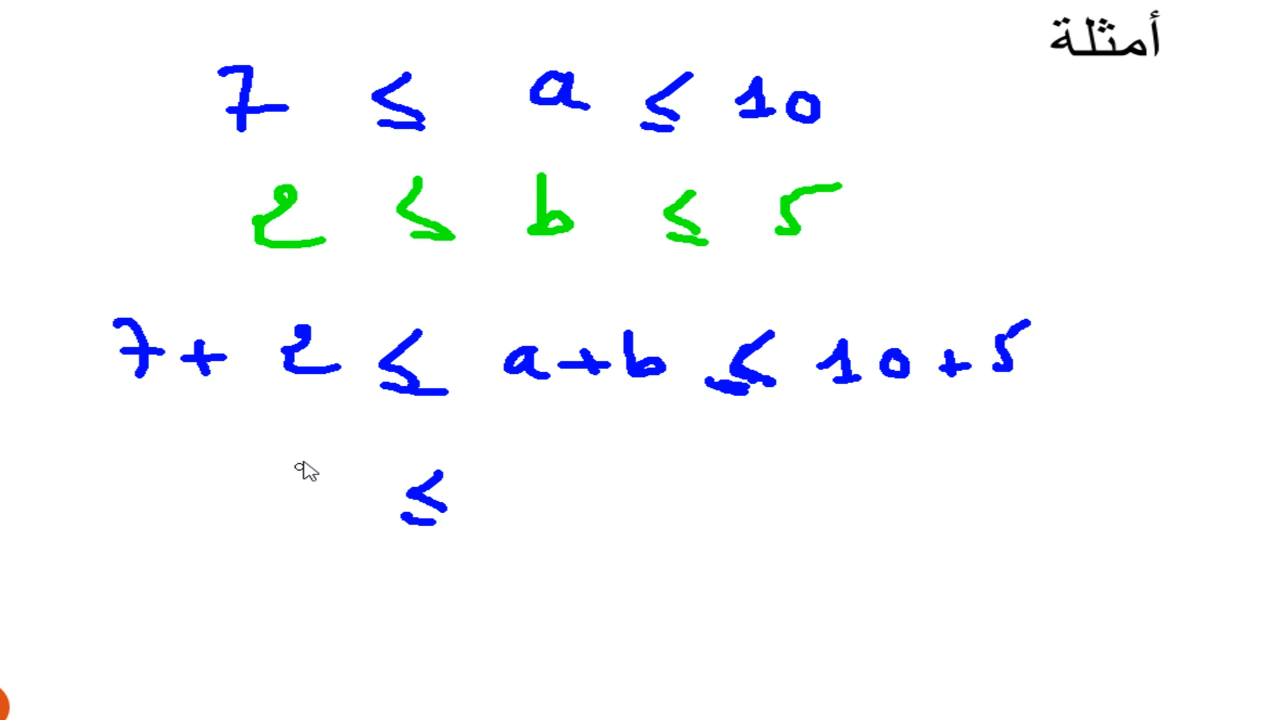 أمثلة
7 ≤ a ≤ 10
2 ≤ b ≤ 5
7 + 2 ≤ a + b ≤ 10 + 5
≤